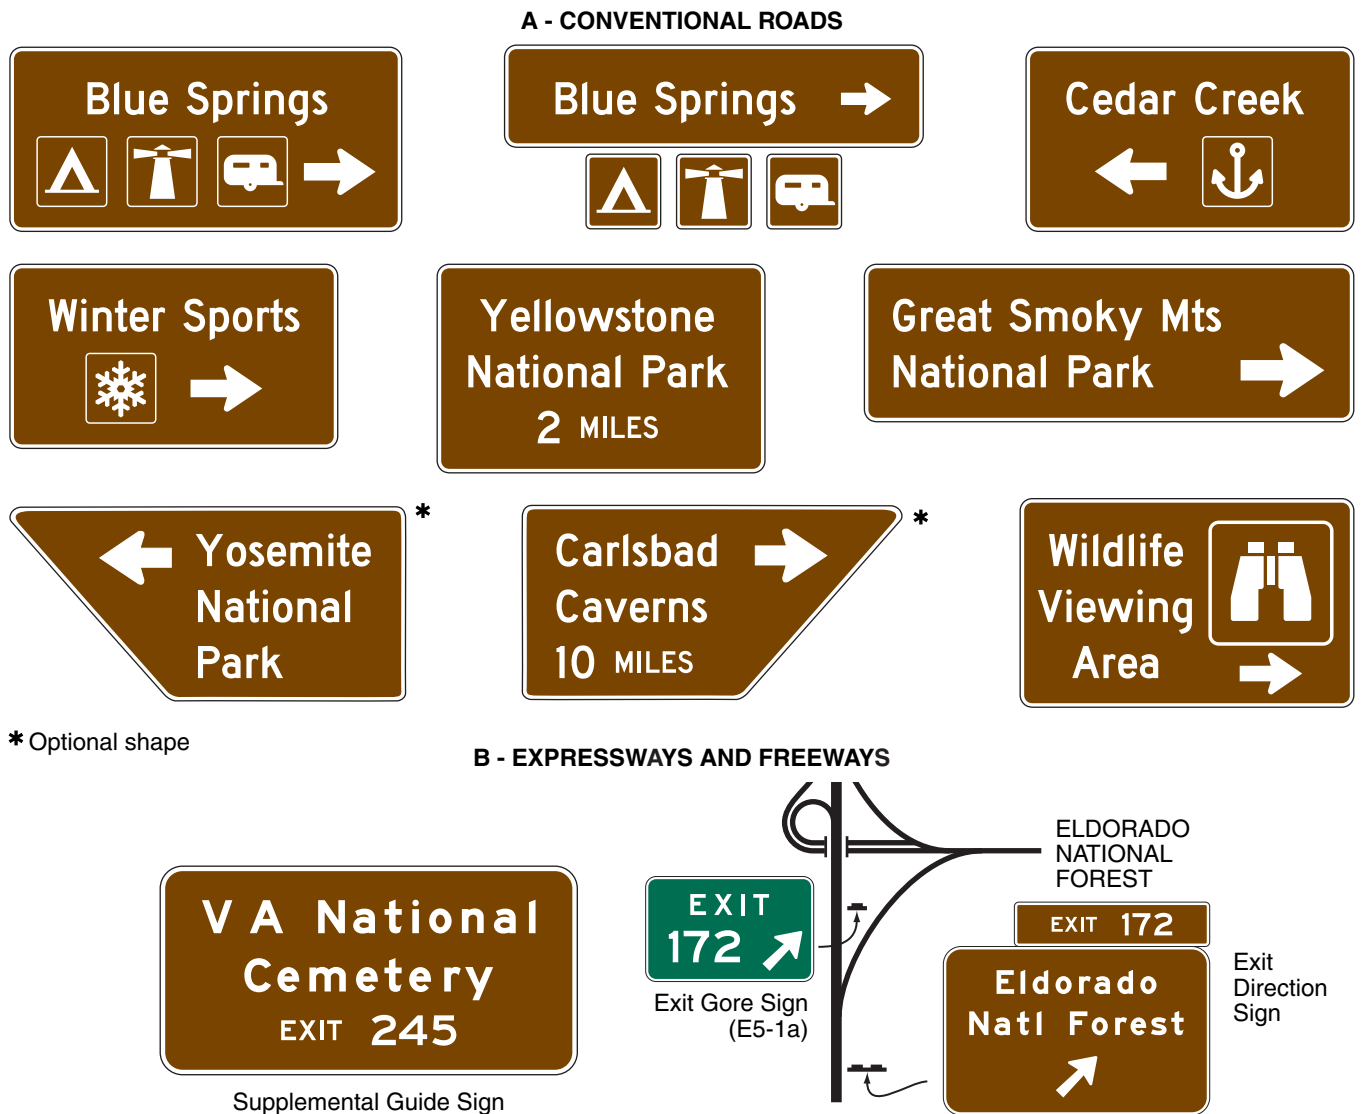 A - CONVENTIONAL ROADS
Blue Springs
Blue Springs
Cedar Creek
Winter Sports
Yellowstone
National Park
2 MILES
Great Smoky Mts
National Park
*
Yosemite
National
Park
*
Carlsbad
Caverns
10 MILES
Wildlife
Viewing
Area
* Optional shape
B - EXPRESSWAYS AND FREEWAYS
VA National
Cemetery
EXIT 245
Supplemental Guide Sign
EXIT
172
Exit Gore Sign
(E5-1a)
ELDORADO
NATIONAL
FOREST
EXIT 172
Eldorado
Natl Forest
Exit
Direction
Sign